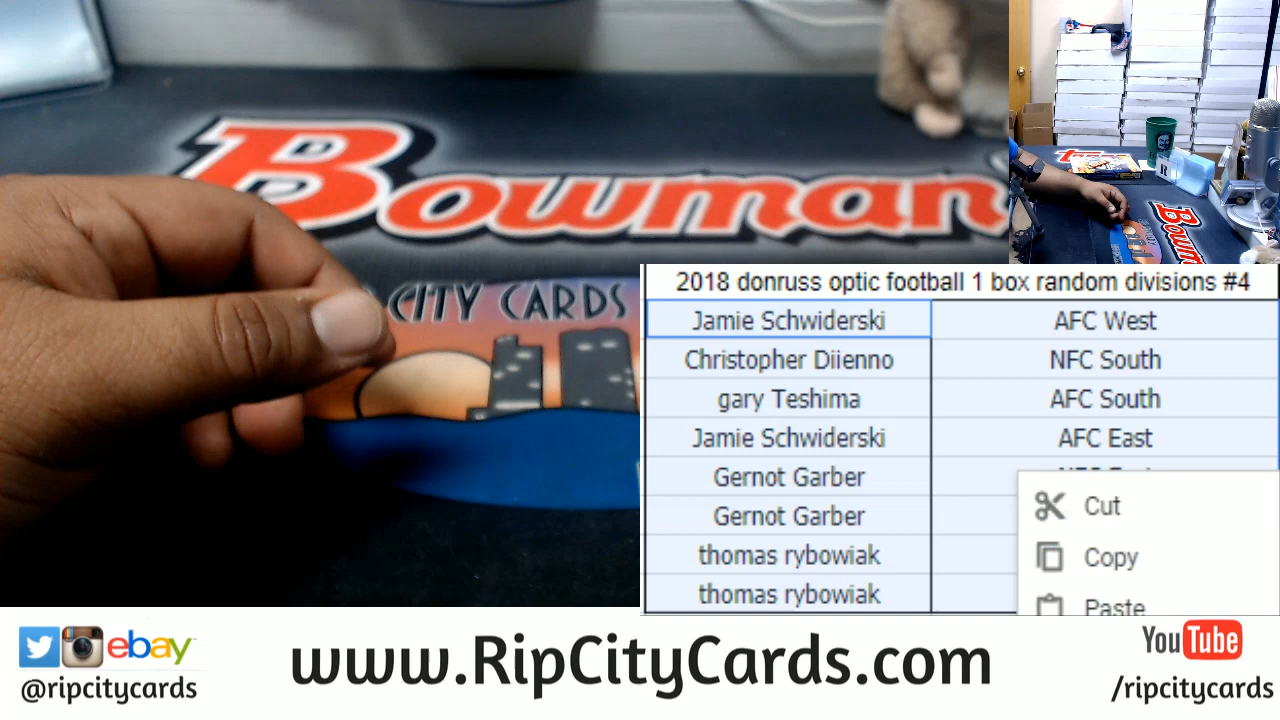 Bowman
CITY CARDS
R
Bowm
2018 donruss optic football 1 box random divisions #4
Jamie Schwiderski AFC West
Christopher Diienno NFC South
gary Teshima AFC South
Jamie Schwiderski AFC East
Gernot Garber
Gernot Garber
thomas rybowiak
thomas rybowiak
Cut
Copy
Paste
ebay
@ripcitycards
www.RipCityCards.com
YouTube
/ripcitycards